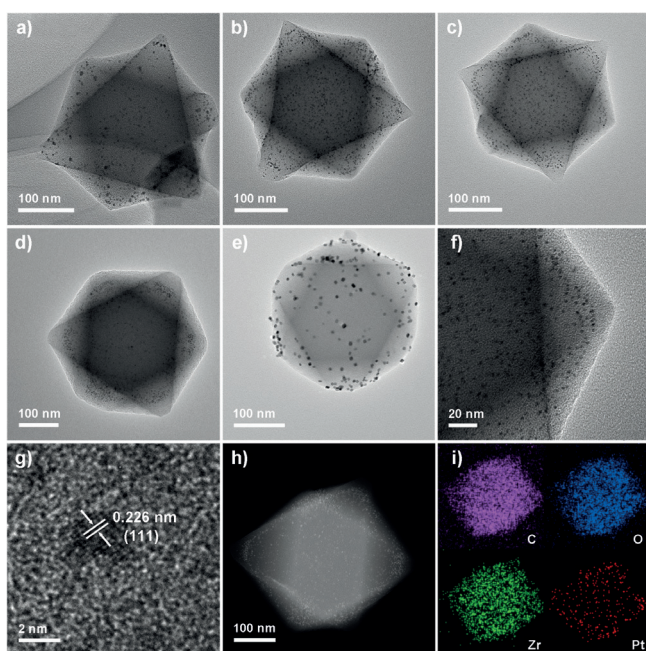 a)
100 nm
b)
100 nm
c)
100 nm
d)
100 nm
e)
100 nm
f)
20 nm
g)
0.226 nm
(111)
2 nm
h)
100 nm
i)
C
O
Zr
Pt